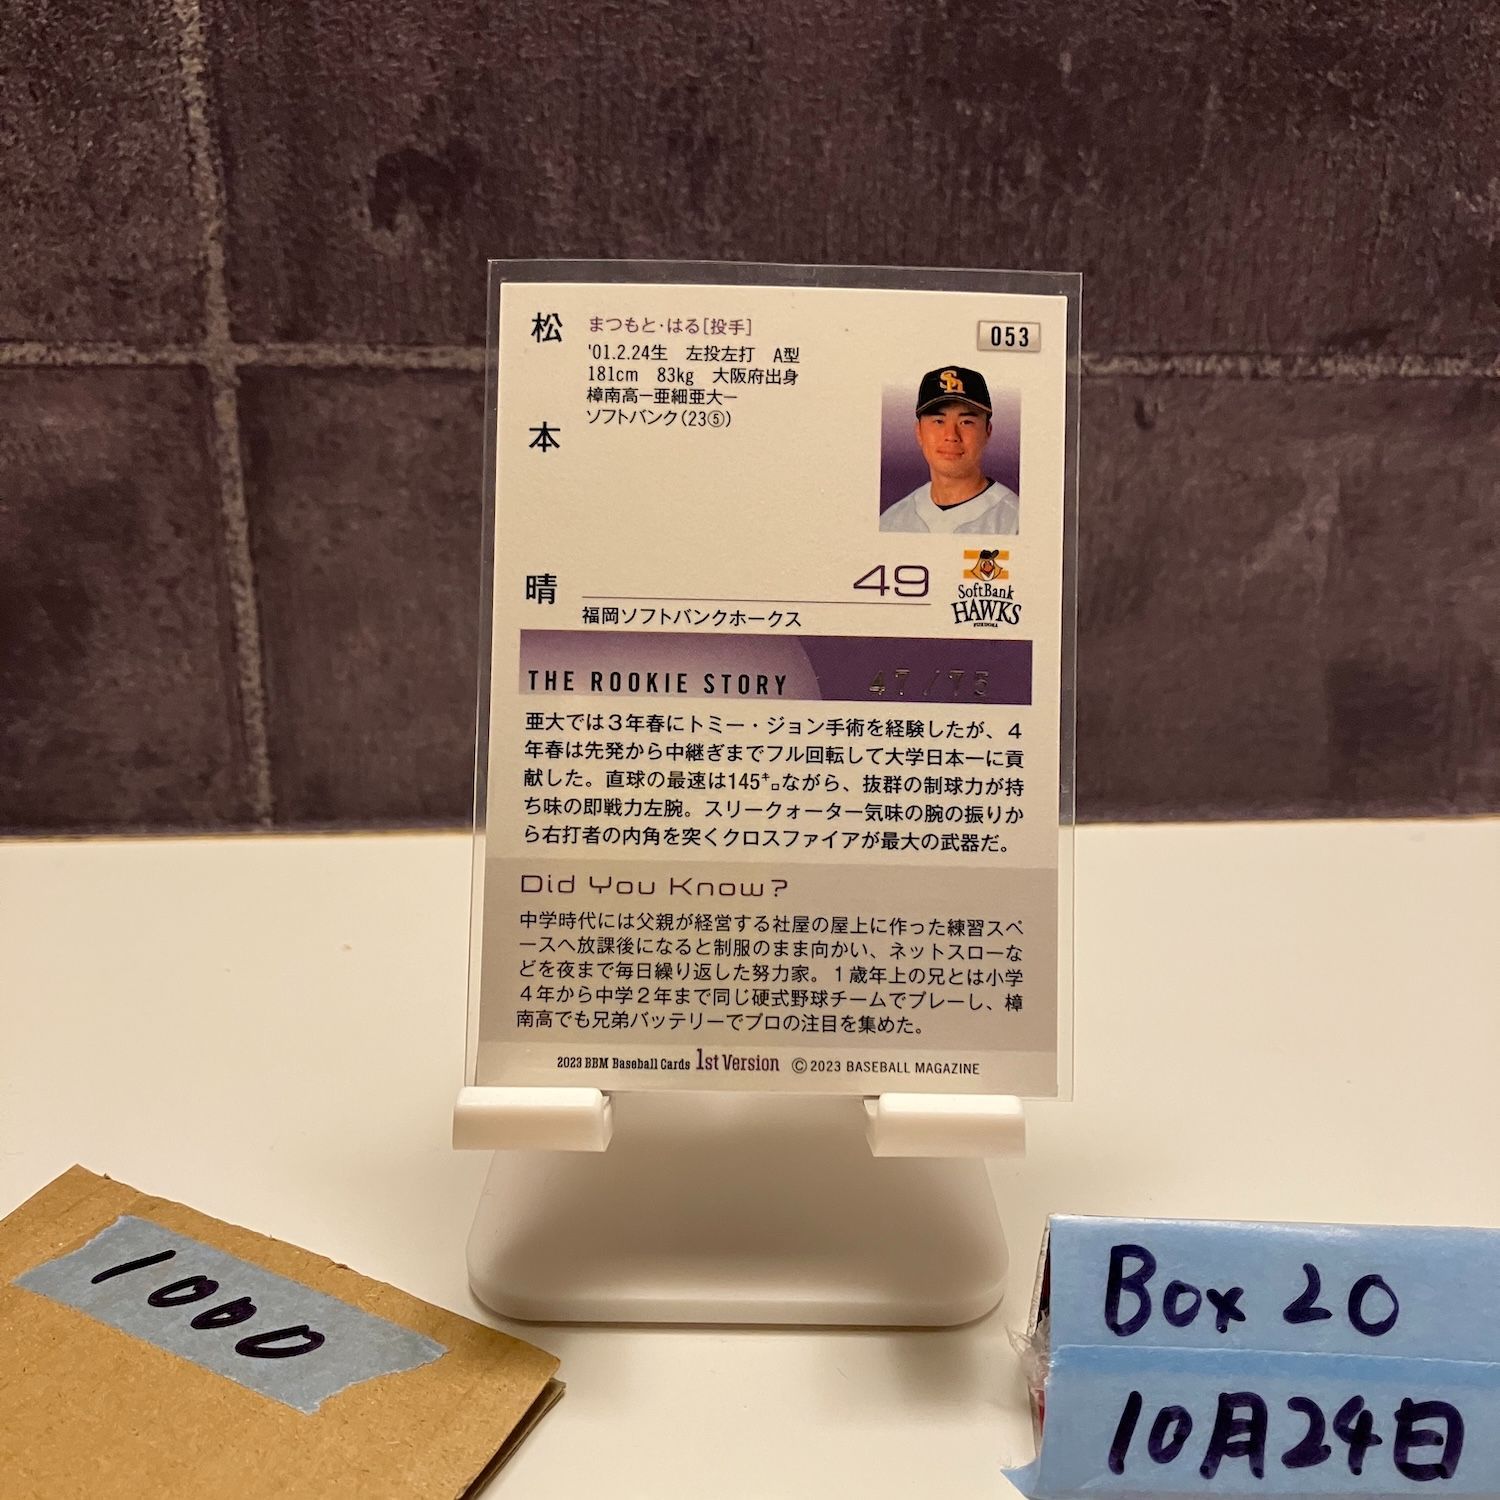 松本晴
まつもと・はる[投手]
'01.2.24生 左投左打 A型
181cm 83kg 大阪府出身
樟南高ー亜細亜大ー
ソフトバンク(23⑤)
053
49
福岡ソフトバンクホークス
SoftBank
HAWKS
FUKUOKA
THE ROOKIE STORY 47/75
亜大では3年春にトミー・ジョン手術を経験したが、4
年春は先発から中継ぎまでフル回転して大学日本一に貢
献した。直球の最速は145㌔ながら、抜群の制球力が持
ち味の即戦力左腕。スリークォーター気味の腕の振りか
ら右打者の内角を突くクロスファイアが最大の武器だ。
Did You Know?
中学時代には父親が経営する社屋の屋上に作った練習スペ
ースへ放課後になると制服のまま向かい、ネットスローな
どを夜まで毎日繰り返した努力家。1歳年上の兄とは小学
4年から中学2年まで同じ硬式野球チームでプレーし、樟
南高でも兄弟バッテリーでプロの注目を集めた。
2023 BBM Baseball Cards 1st Version ©2023 BASEBALL MAGAZINE
1000
Box 20
10月24日